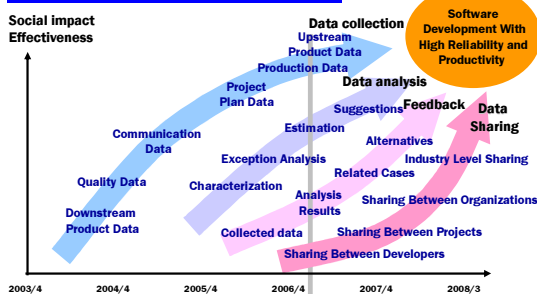 Social impact
Effectiveness
Software
Development With
High Reliability and
Productivity
Data collection
Upstream
Product Data
Production Data
Project
Plan Data
Communication
Data
Quality Data
Downstream
Product Data
Data analysis
Suggestions
Estimation
Exception Analysis
Characterization
Feedback
Alternatives
Related Cases
Analysis
Results
Collected data
Data
Sharing
Industry Level Sharing
Sharing Between Organizations
Sharing Between Projects
Sharing Between Developers
2003/4
2004/4
2005/4
2006/4
2007/4
2008/3